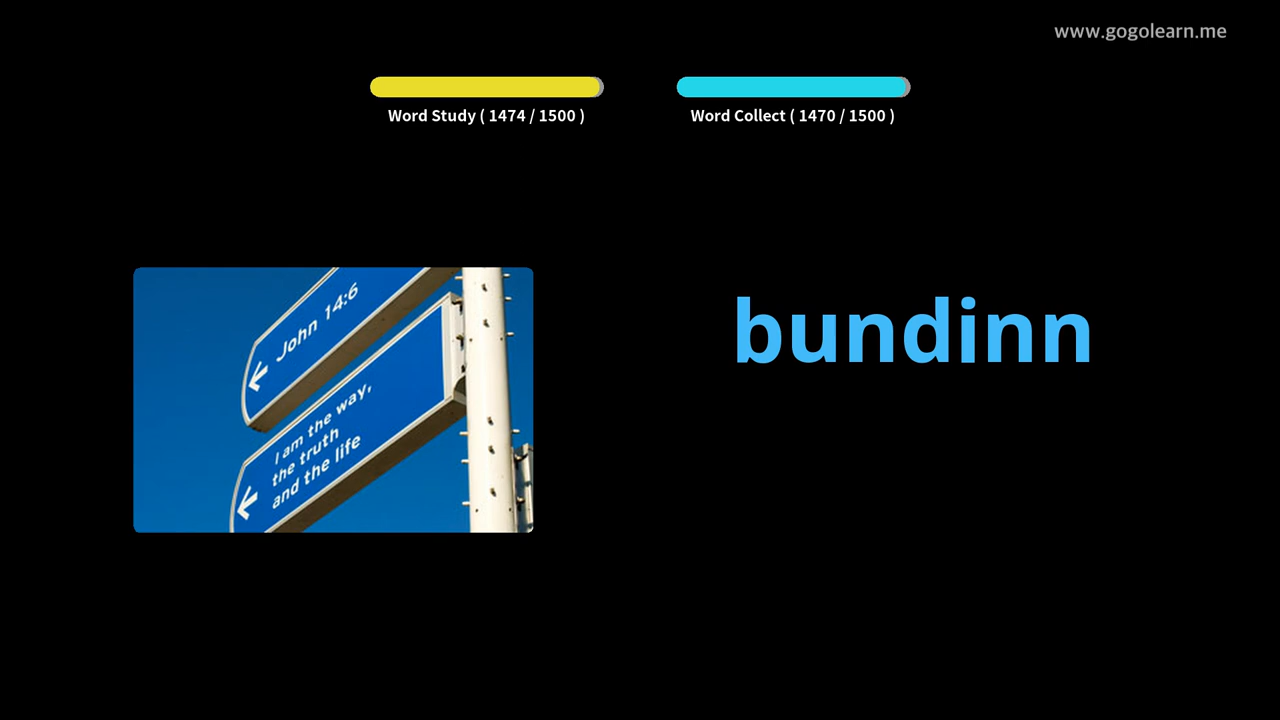 www.gogolearn.me
Word Study ( 1474 / 1500 )
Word Collect ( 1470 / 1500 )
John 14:6
I am the way,
the truth
and the life
bundinn